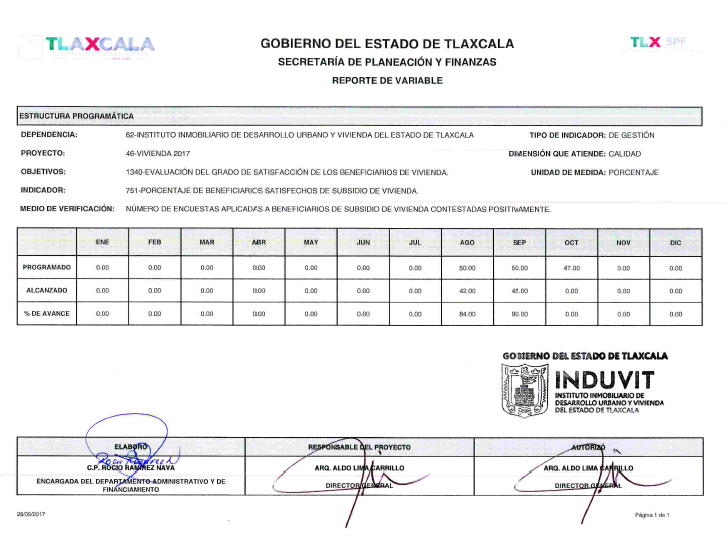 TLAXCALA
GOBIERNO DEL ESTADO DE TLAXCALA
TLX SPF
SECRETARÍA DE PLANEACIÓN Y FINANZAS
REPORTE DE VARIABLE
ESTRUCTURA PROGRAMÁTICA
DEPENDENCIA: 62-INSTITUTO INMOBILIARIO DE DESARROLLO URBANO Y VIVIENDA DEL ESTADO DE TLAXCALA TIPO DE INDICADOR: DE GESTIÓN
PROYECTO: 46-VIVIENDA 2017 DIMENSIÓN QUE ATIENDE: CALIDAD
OBJETIVOS: 1340-EVALUACIÓN DEL GRADO DE SATISFACCIÓN DE LOS BENEFICIARIOS DE VIVIENDA. UNIDAD DE MEDIDA: PORCENTAJE
INDICADOR: 751-PORCENTAJE DE BENEFICIARIOS SATISFECHOS DE SUBSIDIO DE VIVIENDA.
MEDIO DE VERIFICACIÓN: NÚMERO DE ENCUESTAS APLICADAS A BENEFICIARIOS DE SUBSIDIO DE VIVIENDA CONTESTADAS POSITIVAMENTE.
ENE FEB MAR ABR MAY JUN JUL AGO SEP OCT NOV DIC
PROGRAMADO 0.00 0.00 0.00 0.00 0.00 0.00 0.00 50.00 50.00 47.00 0.00 0.00
ALCANZADO 0.00 0.00 0.00 0.00 0.00 0.00 0.00 42.00 45.00 0.00 0.00 0.00
% DE AVANCE 0.00 0.00 0.00 0.00 0.00 0.00 0.00 84.00 90.00 0.00 0.00 0.00
GOBIERNO DEL ESTADO DE TLAXCALA
INDUVIT
INSTITUTO INMOBILIARIO DE
DESARROLLO URBANO Y VIVIENDA
DEL ESTADO DE TLAXCALA
ELABORÓ RESPONSABLE DEL PROYECTO AUTORIZÓ
C.P. ROCIO RAMÍREZ NAVA ARQ. ALDO LIMA CARRILLO ARQ. ALDO LIMA CARRILLO
ENCARGADA DEL DEPARTAMENTO ADMINISTRATIVO Y DE
FINANCIAMIENTO
DIRECTOR GENERAL DIRECTOR GENERAL
28/09/2017 Página 1 de 1